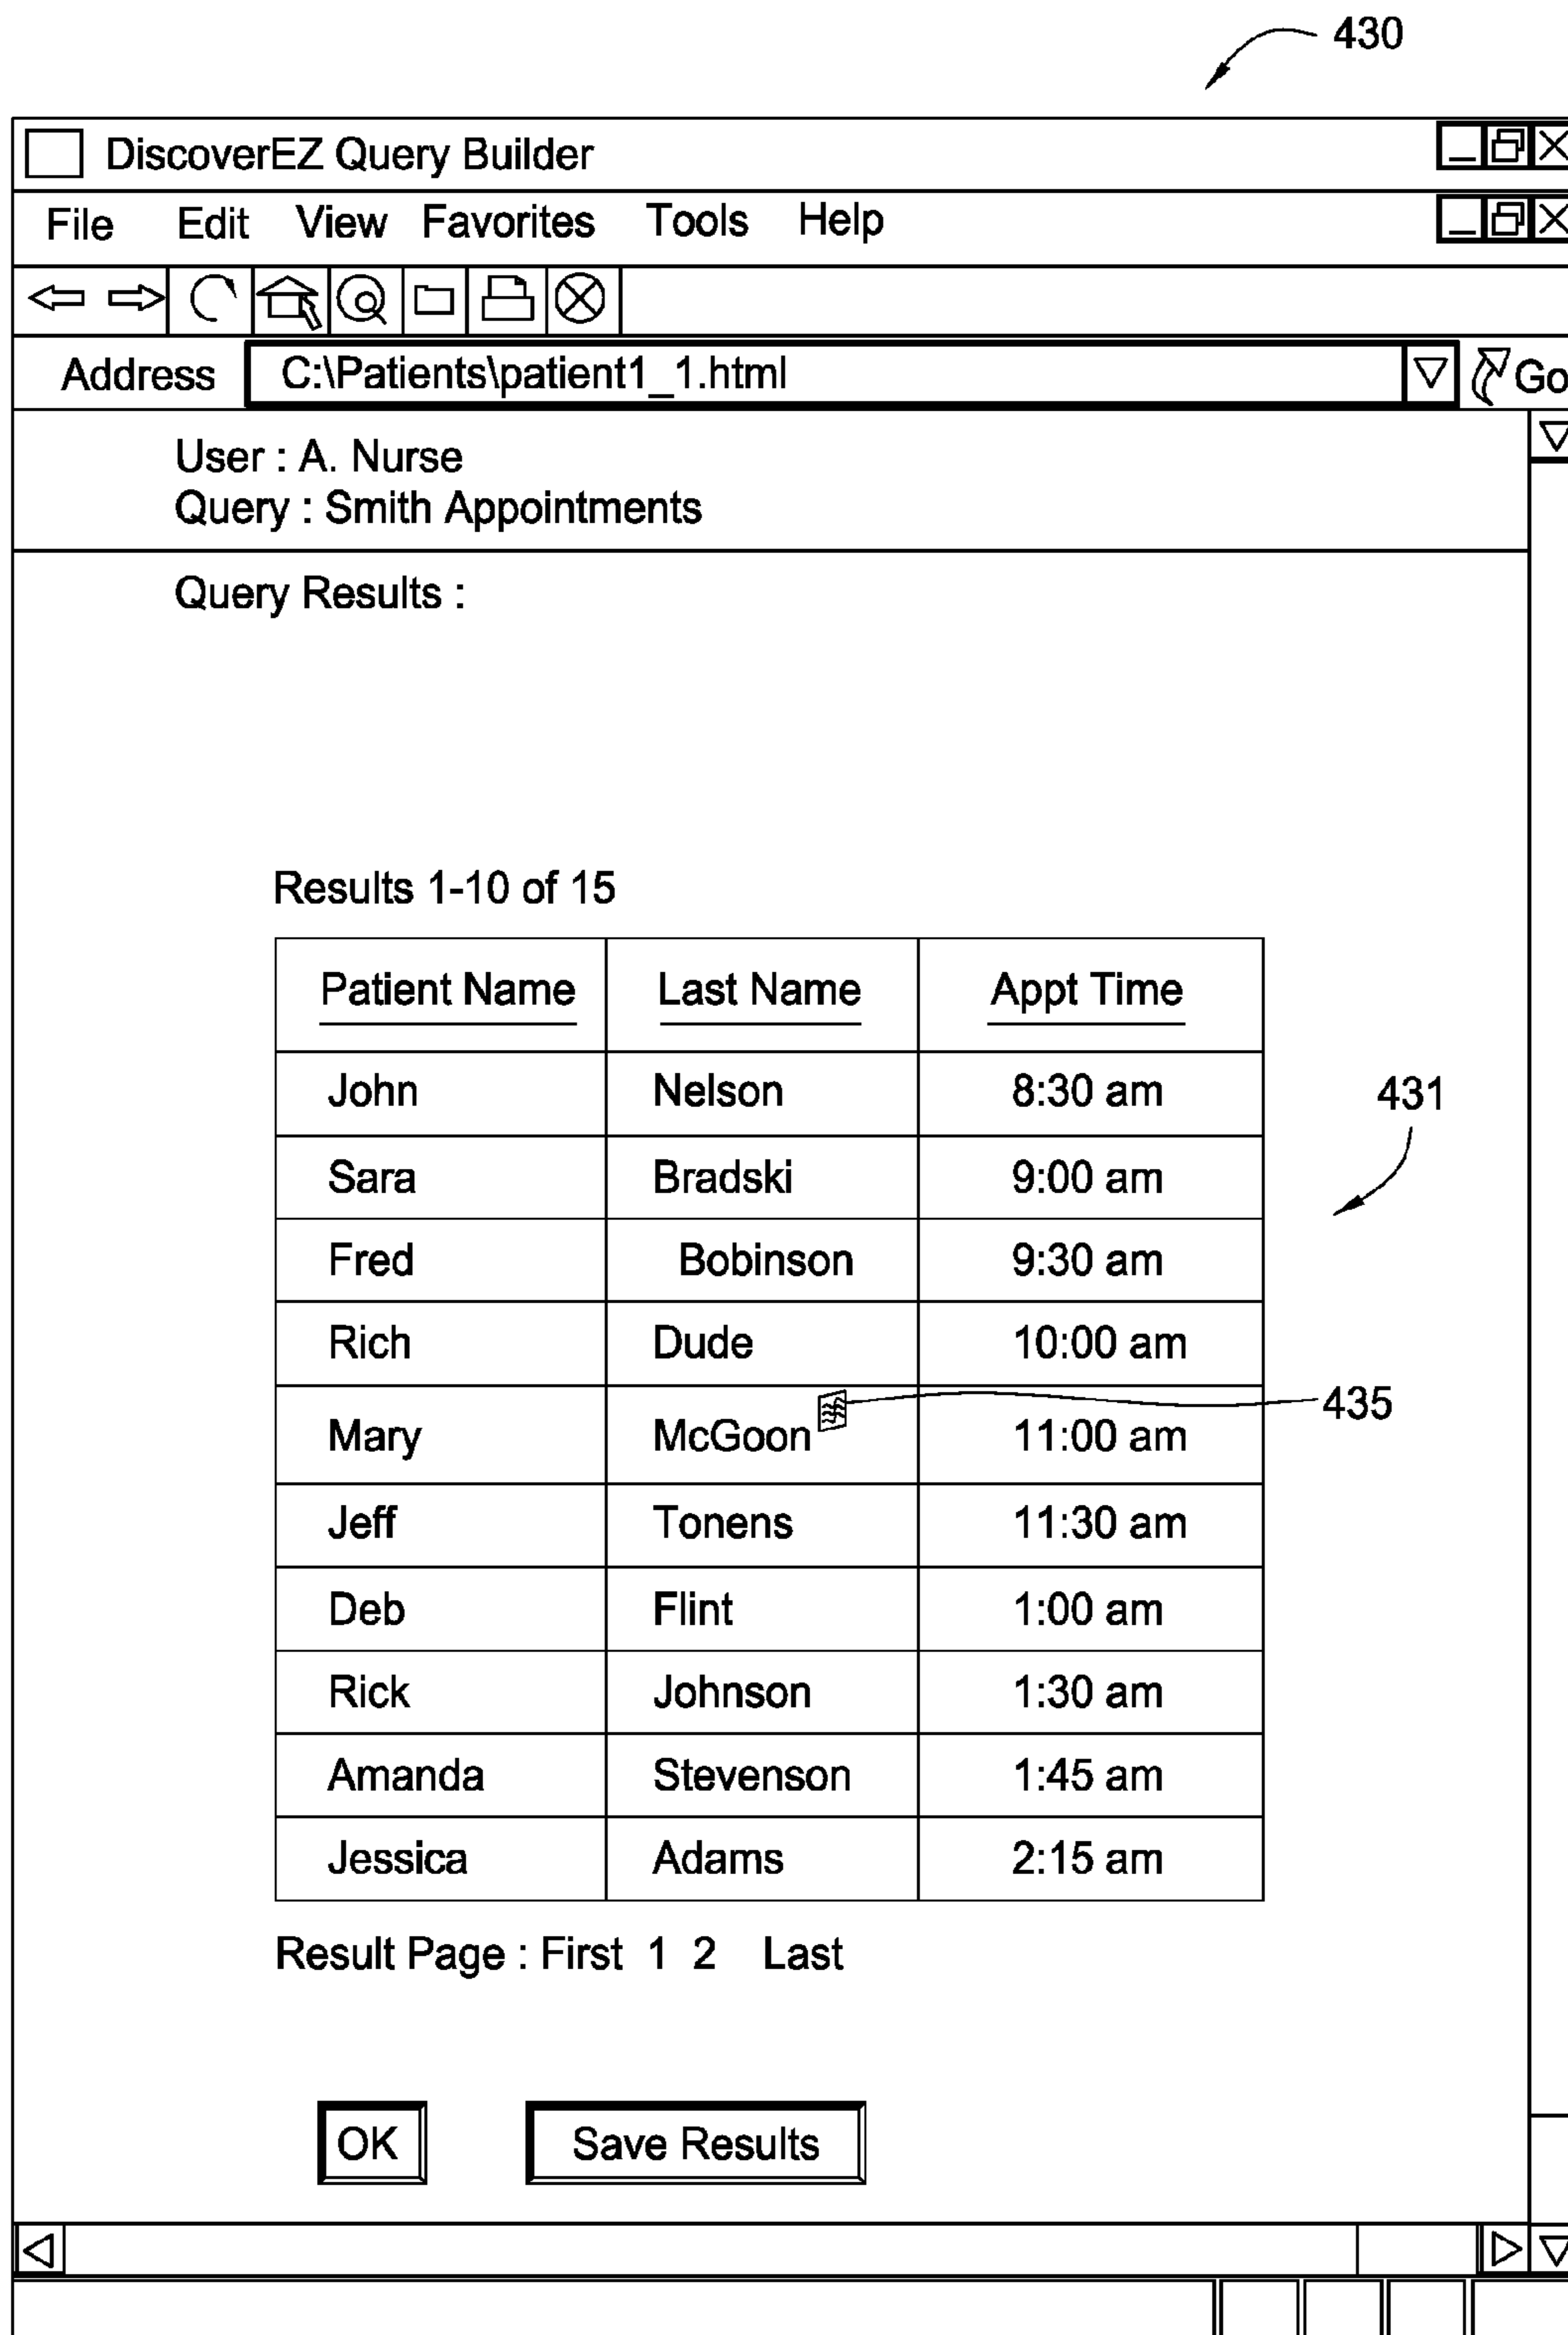 430
DiscoverEZ Query Builder
File Edit View Favorites Tools Help
Address C:\Patients\patient1_1.html Go
User : A. Nurse
Query : Smith Appointments
Query Results :
Results 1-10 of 15
Patient Name Last Name Appt Time
John Nelson 8:30 am
431
Sara Bradski 9:00 am
Fred Bobinson 9:30 am
Rich Dude 10:00 am
435
Mary McGoon 11:00 am
Jeff Tonens 11:30 am
Deb Flint 1:00 am
Rick Johnson 1:30 am
Amanda Stevenson 1:45 am
Jessica Adams 2:15 am
Result Page : First 1 2 Last
OK Save Results